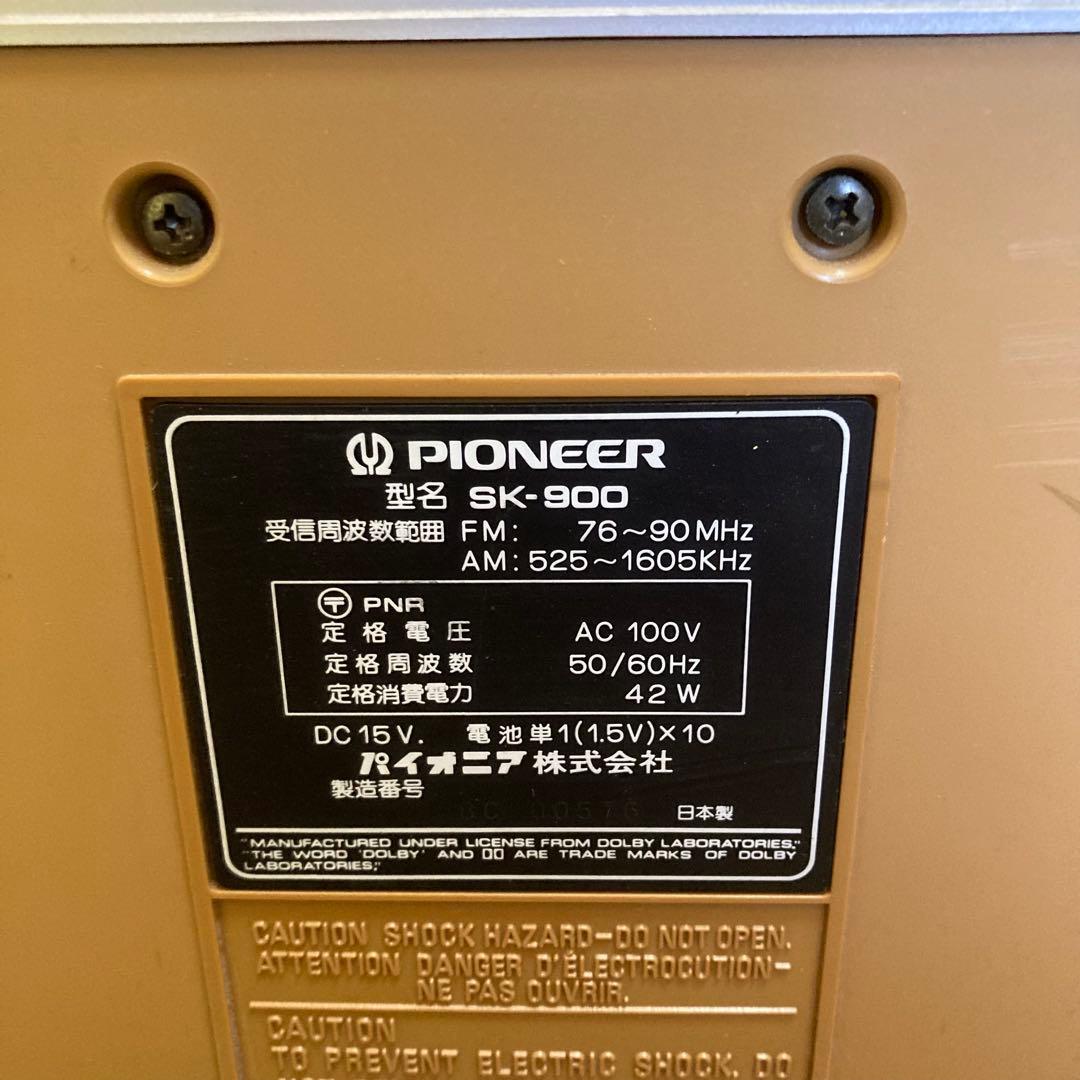 PIONEER
型名 SK-900
受信周波数範囲 FM: 76～90MHz
AM: 525～1605KHz
〒 PNR
定格電圧 AC 100V
定格周波数 50/60Hz
定格消費電力 42W
DC 15V. 電池単1(1.5V)×10
パイオニア株式会社
製造番号
日本製
"MANUFACTURED UNDER LICENSE FROM DOLBY LABORATORIES,"
"THE WORD 'DOLBY' AND DD ARE TRADE MARKS OF DOLBY
LABORATORIES,"
CAUTION SHOCK HAZARD-DO NOT OPEN.
ATTENTION DANGER D'ÉLECTROCUTION-
NE PAS OUVRIR.
CAUTION
TO PREVENT ELECTRIC SHOCK, DO